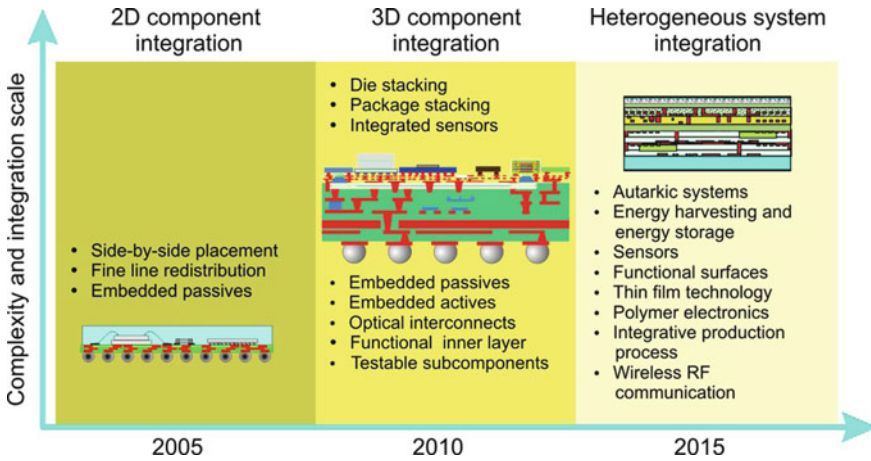 2D component
integration
3D component
integration
Heterogeneous system
integration
Complexity and integration scale
• Side-by-side placement
• Fine line redistribution
• Embedded passives
• Die stacking
• Package stacking
• Integrated sensors
• Embedded passives
• Embedded actives
• Optical interconnects
• Functional inner layer
• Testable subcomponents
• Autarkic systems
• Energy harvesting and
energy storage
• Sensors
• Functional surfaces
• Thin film technology
• Polymer electronics
• Integrative production
process
• Wireless RF
communication
2005
2010
2015